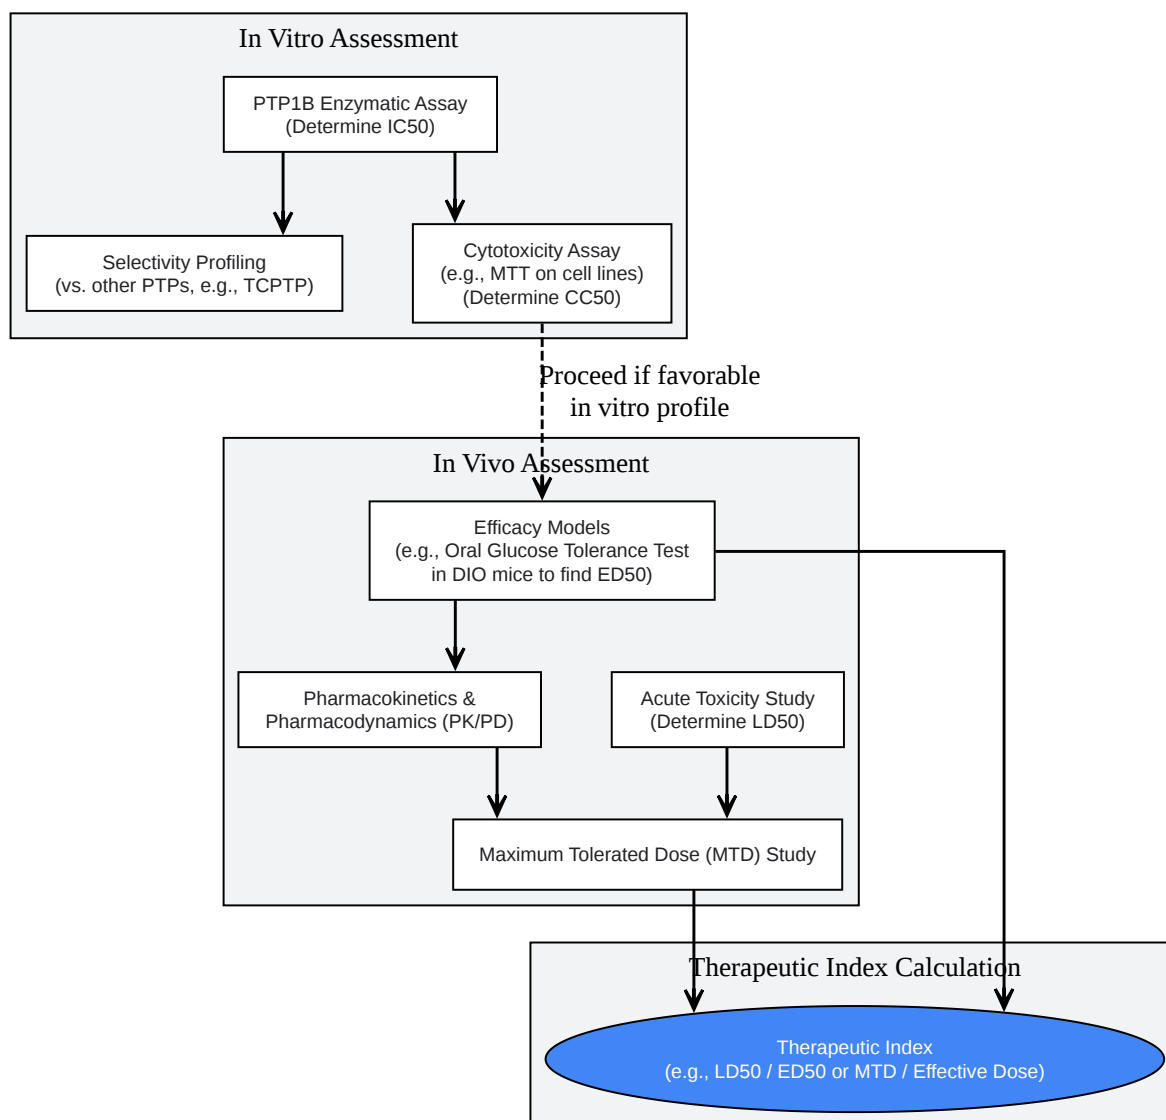 In Vitro Assessment
PTP1B Enzymatic Assay
(Determine IC50)
Selectivity Profiling
(vs. other PTPs, e.g., TCPTP)
Cytotoxicity Assay
(e.g., MTT on cell lines)
(Determine CC50)
Proceed if favorable
in vitro profile
In Vivo Assessment
Efficacy Models
(e.g., Oral Glucose Tolerance Test
in DIO mice to find ED50)
Pharmacokinetics &
Pharmacodynamics (PK/PD)
Acute Toxicity Study
(Determine LD50)
Maximum Tolerated Dose (MTD) Study
Therapeutic Index Calculation
Therapeutic Index
(e.g., LD50 / ED50 or MTD / Effective Dose)